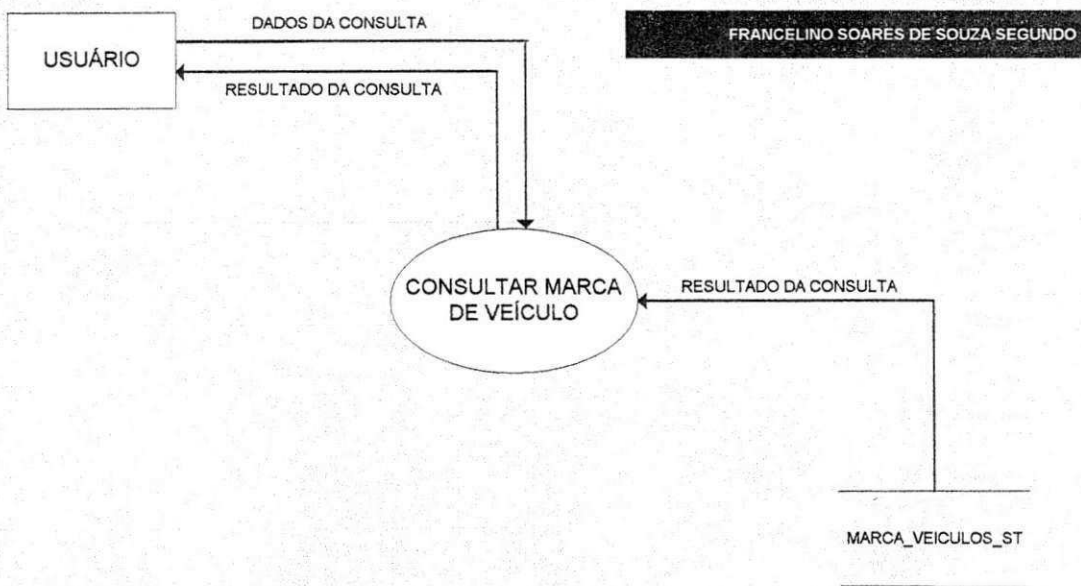 DADOS DA CONSULTA
FRANCELINO SOARES DE SOUZA SEGUNDO
USUÁRIO
RESULTADO DA CONSULTA
CONSULTAR MARCA
DE VEÍCULO
RESULTADO DA CONSULTA
MARCA_VEICULOS_ST